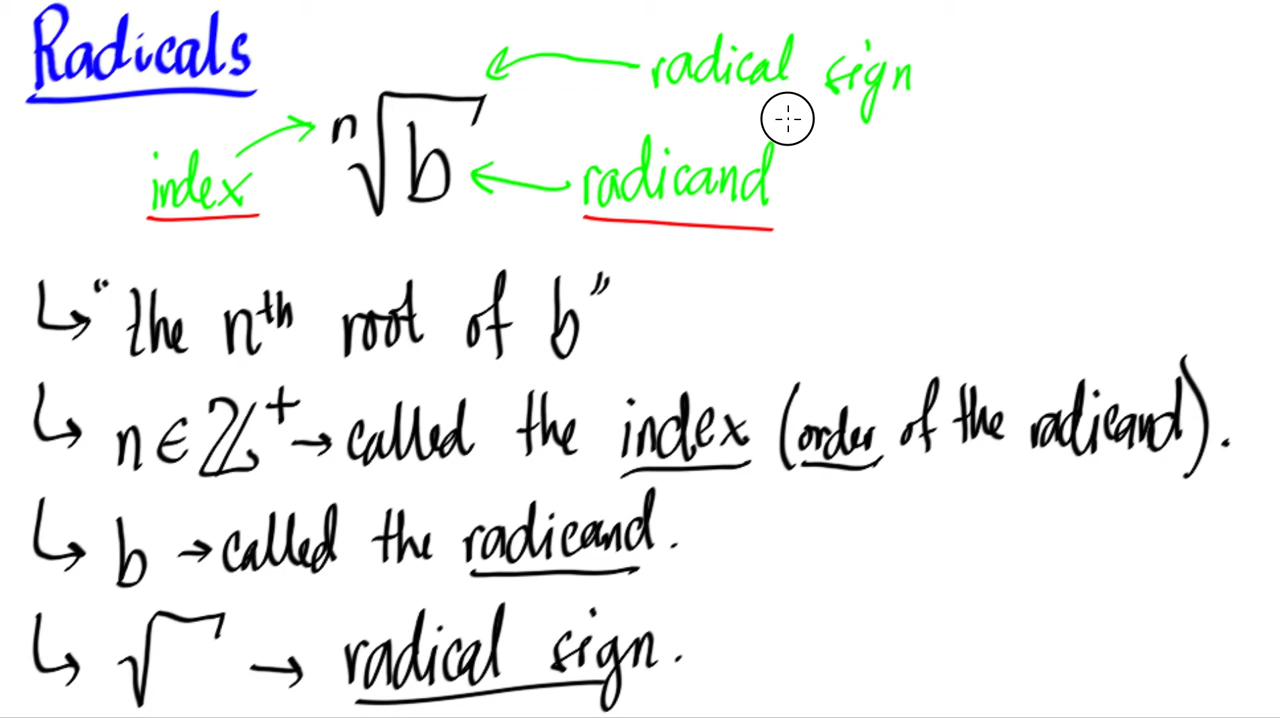 Radicals
radical sign
index
ⁿ√b
radicand
↳ "the nᵗʰ root of b"
↳ n ∈ ℤ⁺ → called the index (order of the radicand).
↳ b → called the radicand.
↳ √ → radical sign.